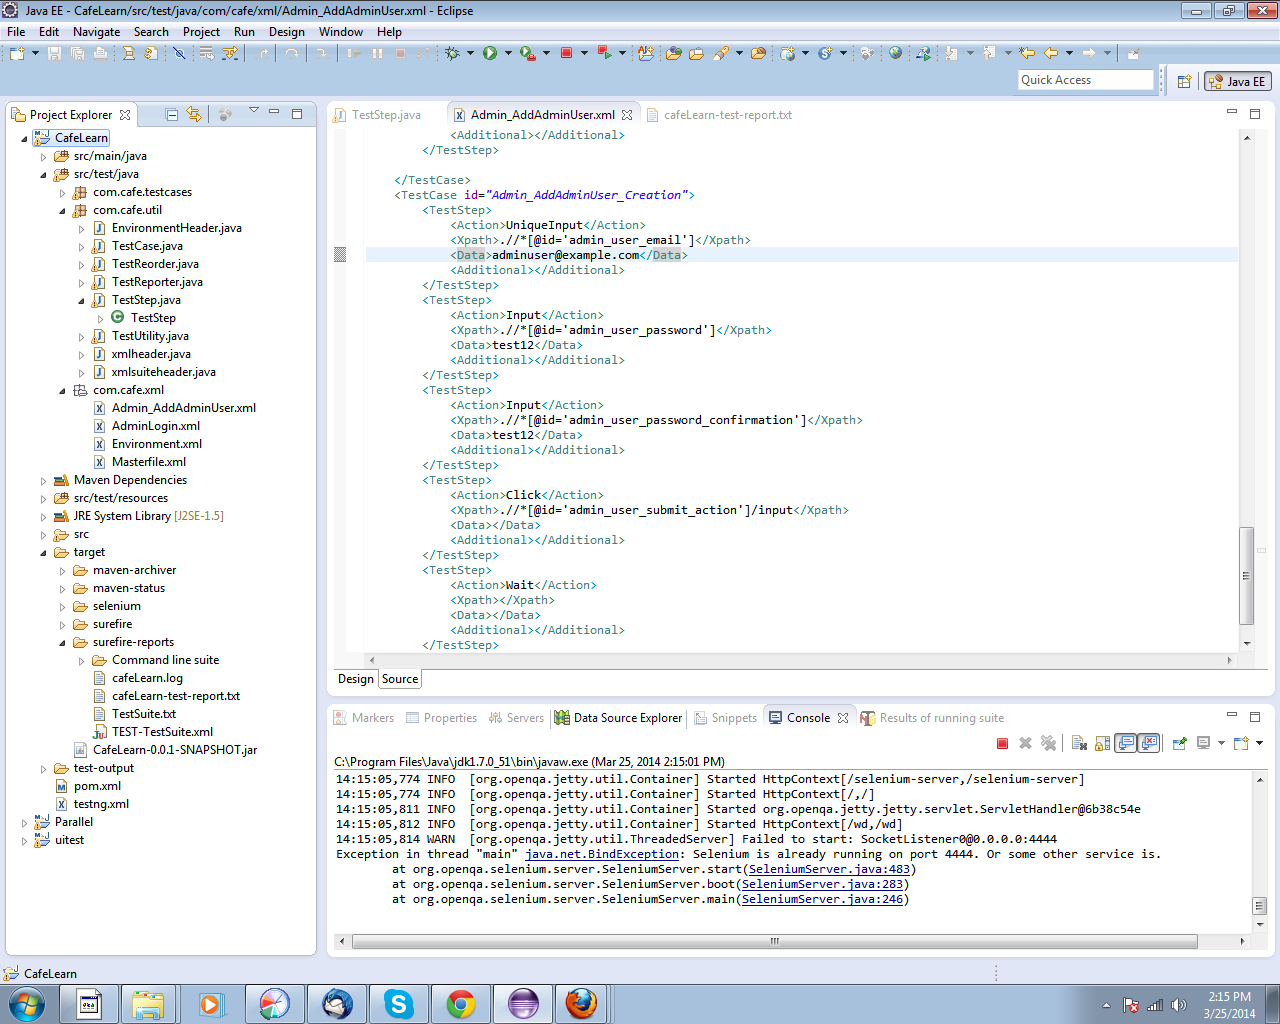 Java EE - CafeLearn/src/test/java/com/cafe/xml/Admin_AddAdminUser.xml - Eclipse
File Edit Navigate Search Project Run Design Window Help
Quick Access
Java EE
Project Explorer
CafeLearn
src/main/java
src/test/java
com.cafe.testcases
com.cafe.util
EnvironmentHeader.java
TestCase.java
TestReorder.java
TestReporter.java
TestStep.java
TestStep
TestUtility.java
xmlheader.java
xmlsuiteheader.java
com.cafe.xml
Admin_AddAdminUser.xml
AdminLogin.xml
Environment.xml
Masterfile.xml
Maven Dependencies
src/test/resources
JRE System Library [J2SE-1.5]
src
target
maven-archiver
maven-status
selenium
surefire
surefire-reports
Command line suite
cafeLearn.log
cafeLearn-test-report.txt
TestSuite.txt
TEST-TestSuite.xml
CafeLearn-0.0.1-SNAPSHOT.jar
test-output
pom.xml
testng.xml
Parallel
uitest
TestStep.java Admin_AddAdminUser.xml cafeLearn-test-report.txt
<Additional></Additional>
</TestStep>
</TestCase>
<TestCase id="Admin_AddAdminUser_Creation">
<TestStep>
<Action>UniqueInput</Action>
<Xpath>.//*[@id='admin_user_email']</Xpath>
<Data>adminuser@example.com</Data>
<Additional></Additional>
</TestStep>
<TestStep>
<Action>Input</Action>
<Xpath>.//*[@id='admin_user_password']</Xpath>
<Data>test12</Data>
<Additional></Additional>
</TestStep>
<TestStep>
<Action>Input</Action>
<Xpath>.//*[@id='admin_user_password_confirmation']</Xpath>
<Data>test12</Data>
<Additional></Additional>
</TestStep>
<TestStep>
<Action>Click</Action>
<Xpath>.//*[@id='admin_user_submit_action']/input</Xpath>
<Data></Data>
<Additional></Additional>
</TestStep>
<TestStep>
<Action>Wait</Action>
<Xpath></Xpath>
<Data></Data>
<Additional></Additional>
</TestStep>
Design Source
Markers Properties Servers Data Source Explorer Snippets Console Results of running suite
C:\Program Files\Java\jdk1.7.0_51\bin\javaw.exe (Mar 25, 2014 2:15:01 PM)
14:15:05,774 INFO [org.openqa.jetty.util.Container] Started HttpContext[/selenium-server,/selenium-server]
14:15:05,774 INFO [org.openqa.jetty.util.Container] Started HttpContext[/,/]
14:15:05,811 INFO [org.openqa.jetty.util.Container] Started org.openqa.jetty.jetty.servlet.ServletHandler@6b38c54e
14:15:05,812 INFO [org.openqa.jetty.util.Container] Started HttpContext[/wd,/wd]
14:15:05,814 WARN [org.openqa.jetty.util.ThreadedServer] Failed to start: SocketListener0@0.0.0.0:4444
Exception in thread "main" java.net.BindException: Selenium is already running on port 4444. Or some other service is.
at org.openqa.selenium.server.SeleniumServer.start(SeleniumServer.java:483)
at org.openqa.selenium.server.SeleniumServer.boot(SeleniumServer.java:283)
at org.openqa.selenium.server.SeleniumServer.main(SeleniumServer.java:246)
CafeLearn
2:15 PM
3/25/2014